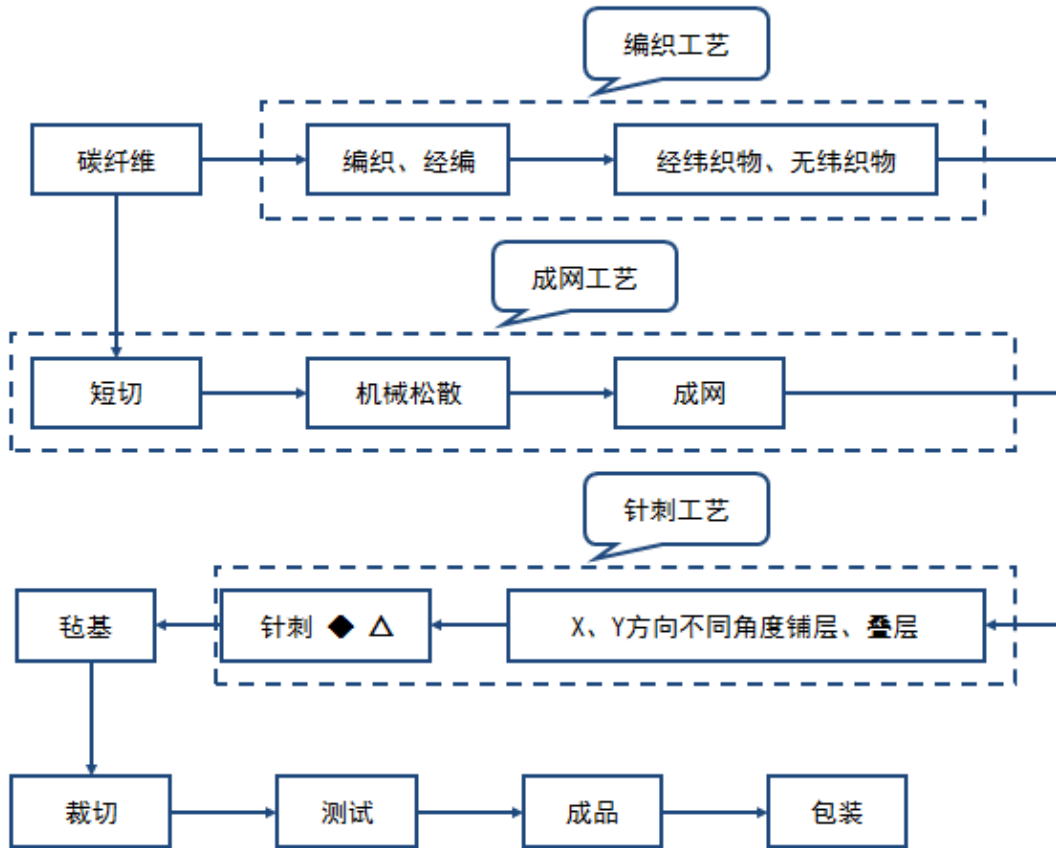 编织工艺
碳纤维
编织、经编
经纬织物、无纬织物
成网工艺
短切
机械松散
成网
针刺工艺
毡基
针刺 ◆ △
X、Y方向不同角度铺层、叠层
裁切
测试
成品
包装